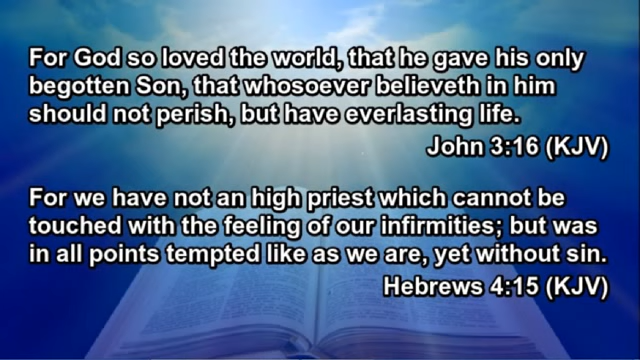 For God so loved the world, that he gave his only
begotten Son, that whosoever believeth in him
should not perish, but have everlasting life.
John 3:16 (KJV)
For we have not an high priest which cannot be
touched with the feeling of our infirmities; but was
in all points tempted like as we are, yet without sin.
Hebrews 4:15 (KJV)